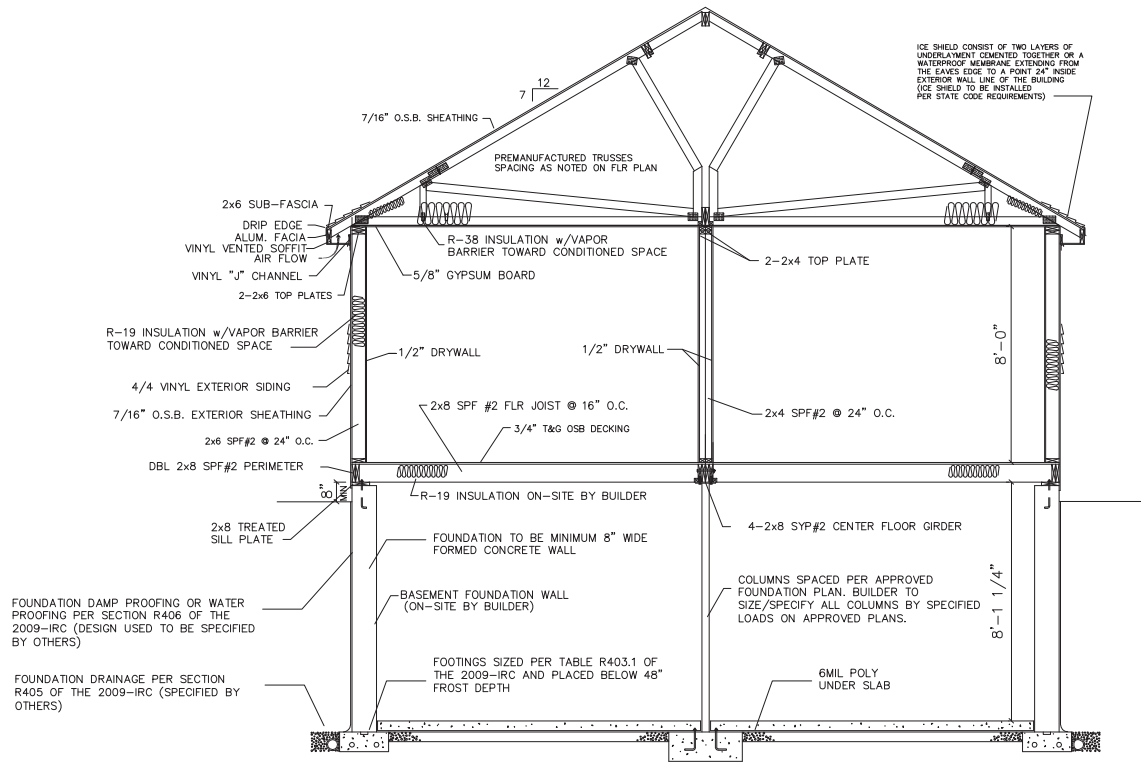 ICE SHIELD CONSIST OF TWO LAYERS OF
UNDERLAYMENT CEMENTED TOGETHER OR A
WATERPROOF MEMBRANE EXTENDING FROM
THE EAVES EDGE TO A POINT 24" INSIDE
EXTERIOR WALL LINE OF THE BUILDING
(ICE SHIELD TO BE INSTALLED
PER STATE CODE REQUIREMENTS)
12
7
7/16" O.S.B. SHEATHING
PREMANUFACTURED TRUSSES
SPACING AS NOTED ON FLR PLAN
2x6 SUB-FASCIA
DRIP EDGE
ALUM. FACIA
VINYL VENTED SOFFIT
AIR FLOW
VINYL "J" CHANNEL
2-2x6 TOP PLATES
R-38 INSULATION w/VAPOR
BARRIER TOWARD CONDITIONED SPACE
5/8" GYPSUM BOARD
2-2x4 TOP PLATE
R-19 INSULATION w/VAPOR BARRIER
TOWARD CONDITIONED SPACE
1/2" DRYWALL
1/2" DRYWALL
8'-0"
4/4 VINYL EXTERIOR SIDING
7/16" O.S.B. EXTERIOR SHEATHING
2x6 SPF#2 @ 24" O.C.
2x8 SPF #2 FLR JOIST @ 16" O.C.
3/4" T&G OSB DECKING
2x4 SPF#2 @ 24" O.C.
DBL 2x8 SPF#2 PERIMETER
8"
MIN
R-19 INSULATION ON-SITE BY BUILDER
4-2x8 SYP#2 CENTER FLOOR GIRDER
2x8 TREATED
SILL PLATE
FOUNDATION TO BE MINIMUM 8" WIDE
FORMED CONCRETE WALL
BASEMENT FOUNDATION WALL
(ON-SITE BY BUILDER)
COLUMNS SPACED PER APPROVED
FOUNDATION PLAN. BUILDER TO
SIZE/SPECIFY ALL COLUMNS BY SPECIFIED
LOADS ON APPROVED PLANS.
8'-1 1/4"
FOUNDATION DAMP PROOFING OR WATER
PROOFING PER SECTION R406 OF THE
2009-IRC (DESIGN USED TO BE SPECIFIED
BY OTHERS)
FOUNDATION DRAINAGE PER SECTION
R405 OF THE 2009-IRC (SPECIFIED BY
OTHERS)
FOOTINGS SIZED PER TABLE R403.1 OF
THE 2009-IRC AND PLACED BELOW 48"
FROST DEPTH
6MIL POLY
UNDER SLAB